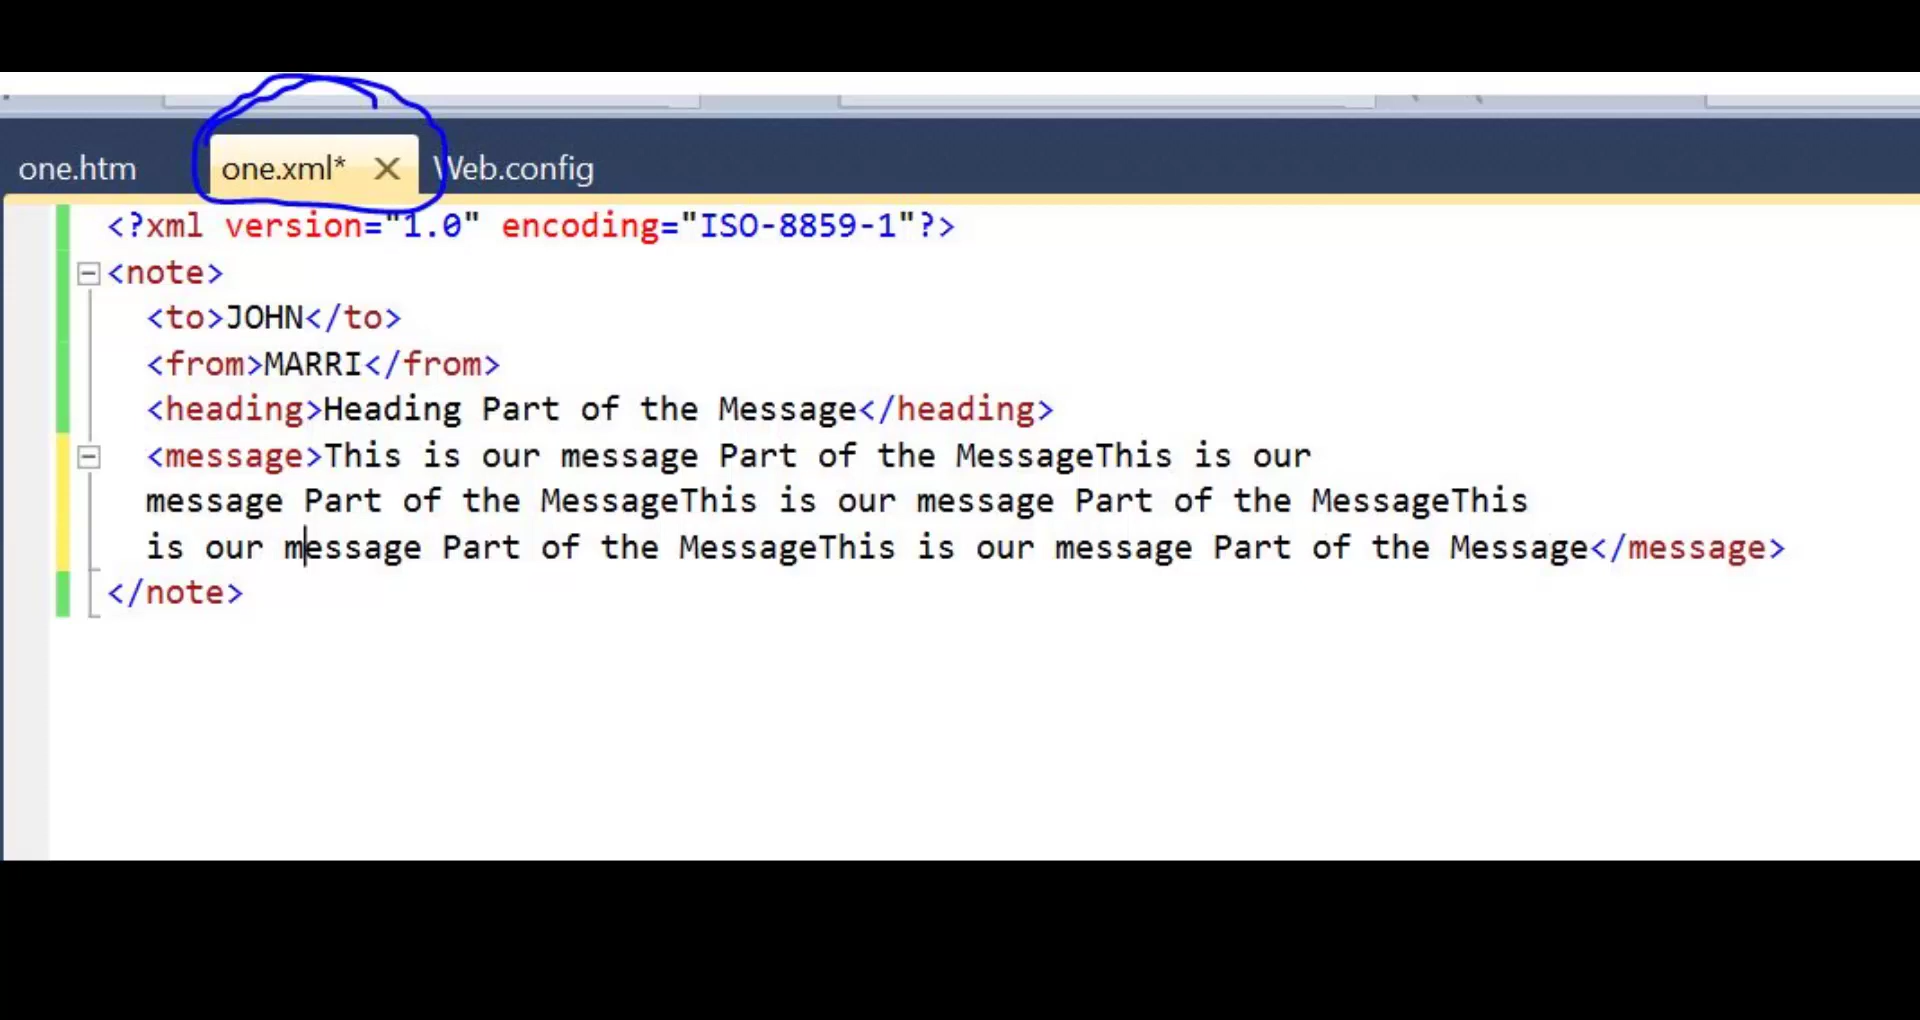 one.htm one.xml* Web.config
<?xml version="1.0" encoding="ISO-8859-1"?>
<note>
<to>JOHN</to>
<from>MARRI</from>
<heading>Heading Part of the Message</heading>
<message>This is our message Part of the MessageThis is our
message Part of the MessageThis is our message Part of the MessageThis
is our message Part of the MessageThis is our message Part of the Message</message>
</note>